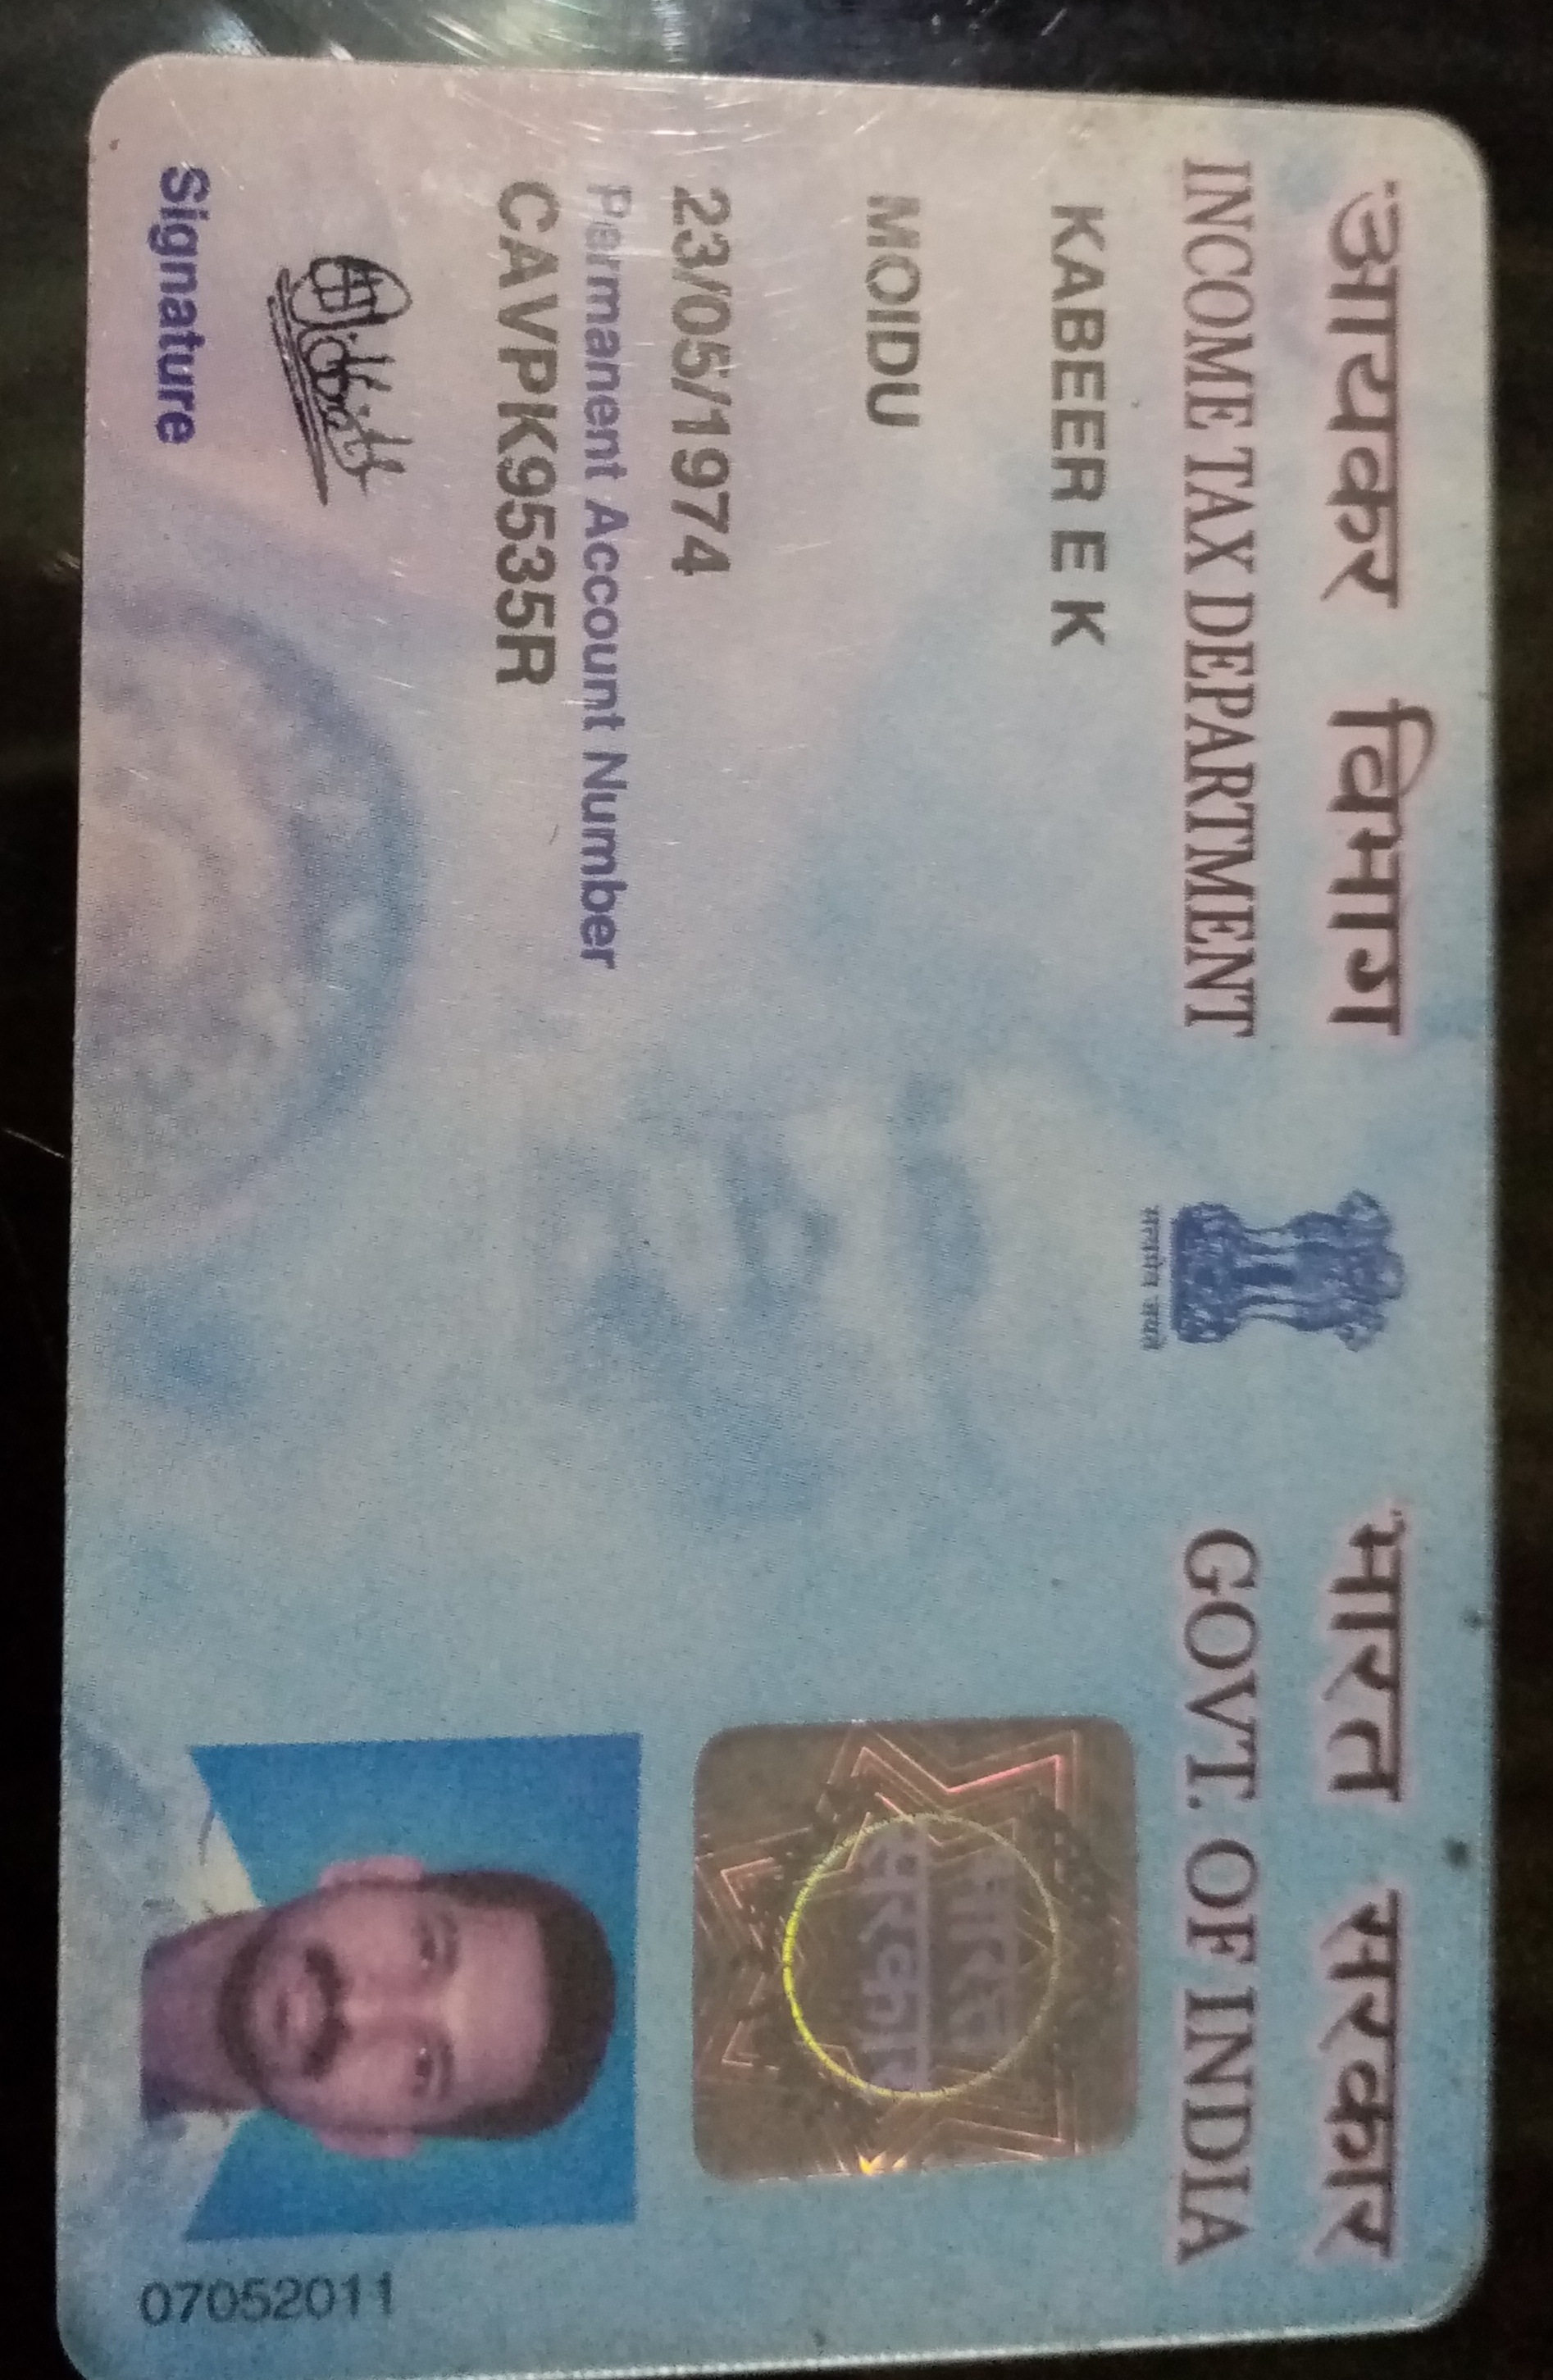 आयकर विभाग
INCOME TAX DEPARTMENT
सत्यमेव जयते
भारत सरकार
GOVT. OF INDIA
KABEER E K
MOIDU
23/05/1974
Permanent Account Number
CAVPK9535R
Signature
भारत
सरकार
07052011